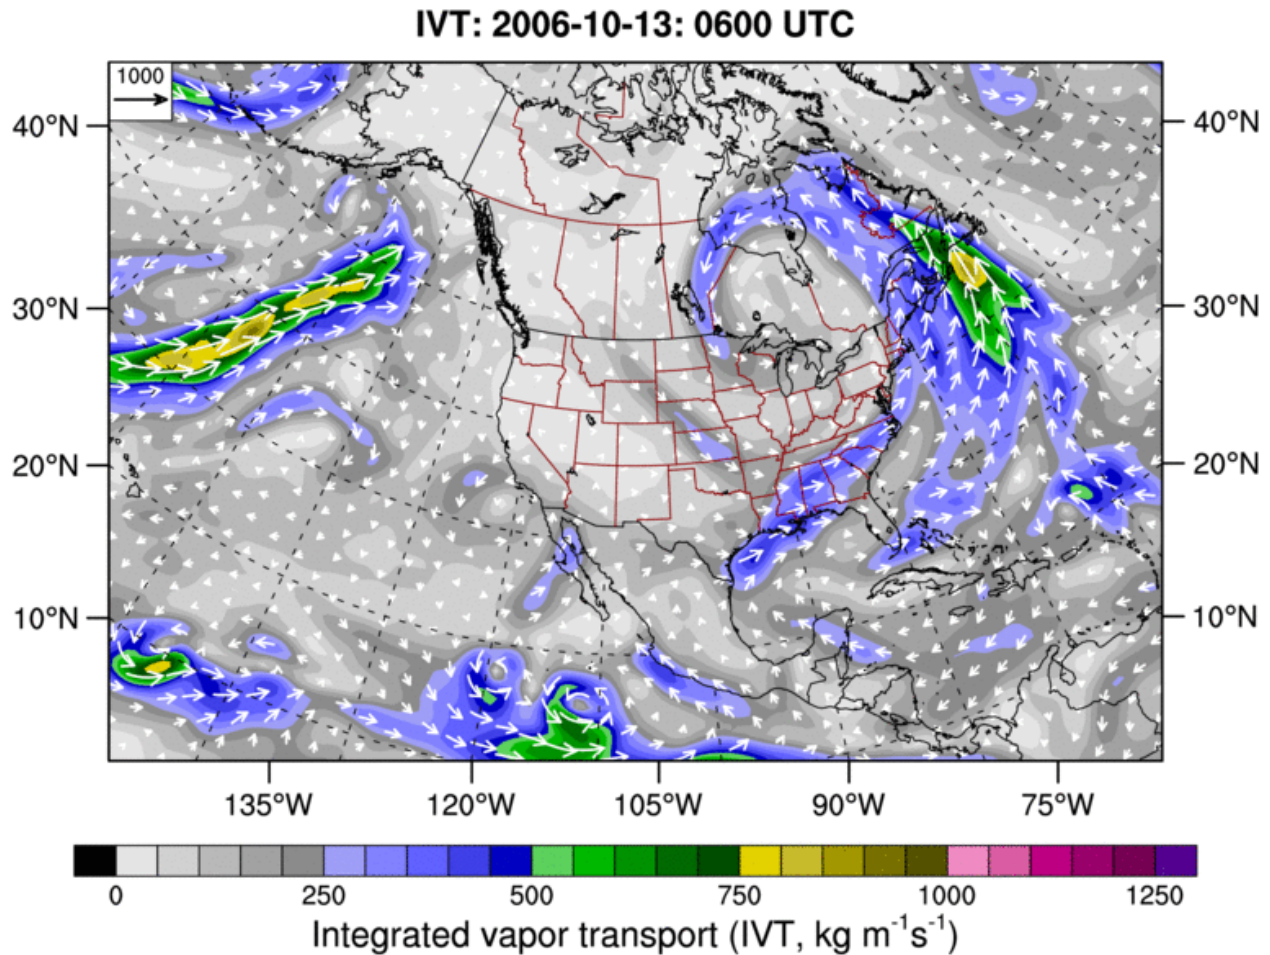 IVT: 2006-10-13: 0600 UTC
1000
40°N 40°N
30°N 30°N
20°N 20°N
10°N 10°N
135°W 120°W 105°W 90°W 75°W
0 250 500 750 1000 1250
Integrated vapor transport (IVT, kg m⁻¹s⁻¹)